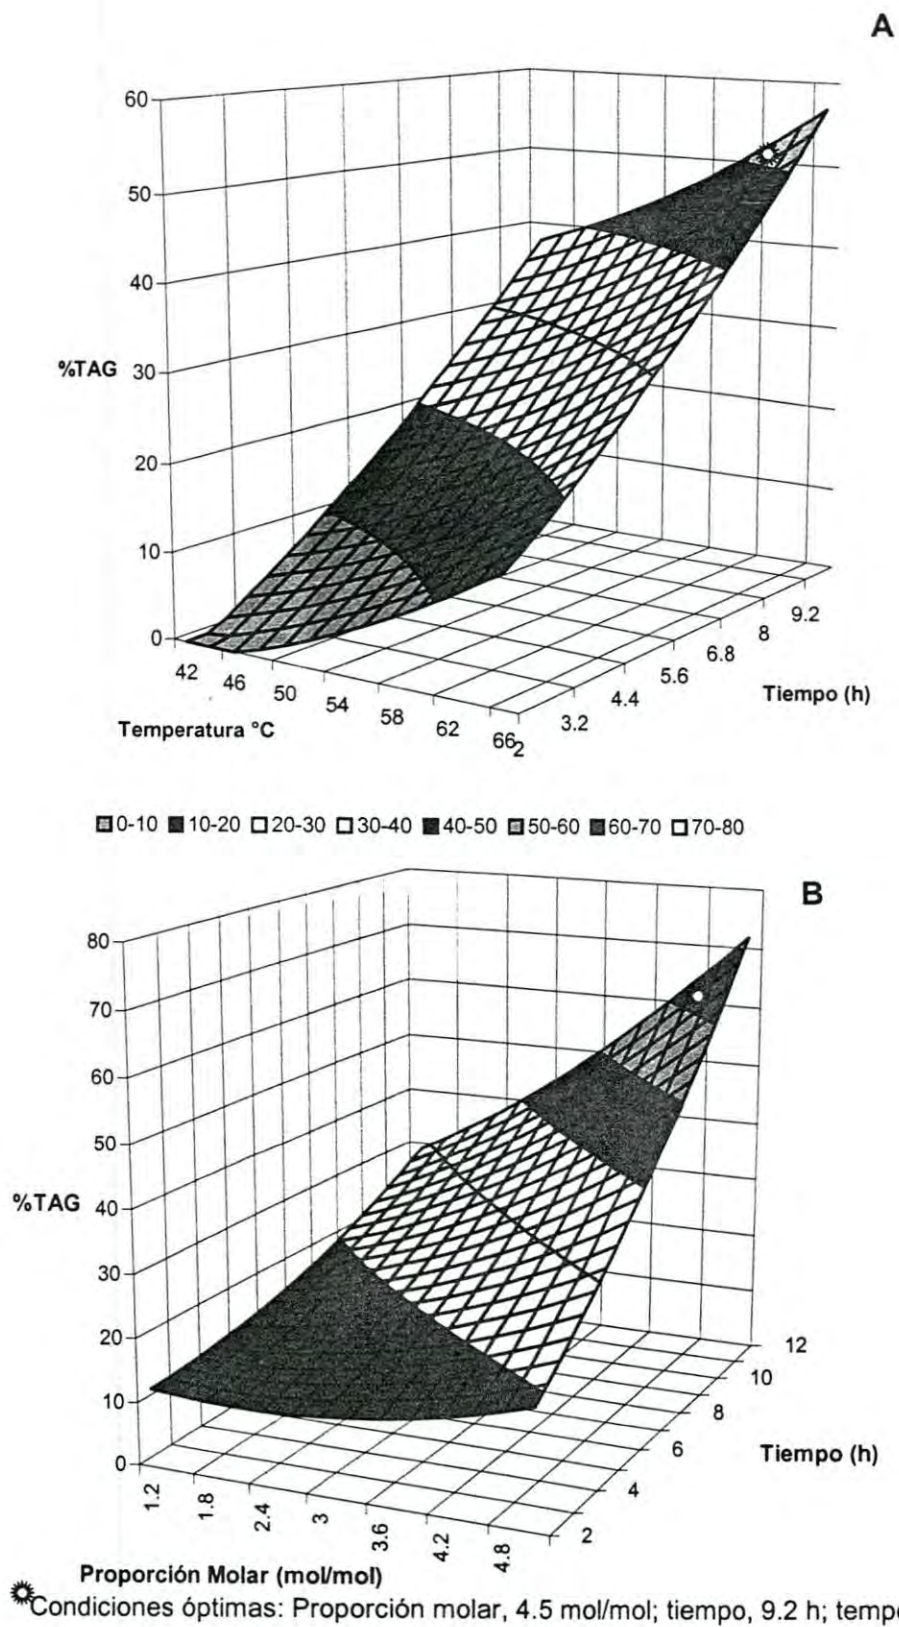 A
60
50
40
%TAG 30
20
10
0
42 46 50 54 58 62 66
2 3.2 4.4 5.6 6.8 8 9.2
Tiempo (h)
Temperatura °C
0-10 10-20 20-30 30-40 40-50 50-60 60-70 70-80
B
80
70
60
50
%TAG 40
30
20
10
0
1.2 1.8 2.4 3 3.6 4.2 4.8
2 4 6 8 10 12
Tiempo (h)
Proporción Molar (mol/mol)
Condiciones óptimas: Proporción molar, 4.5 mol/mol; tiempo, 9.2 h;